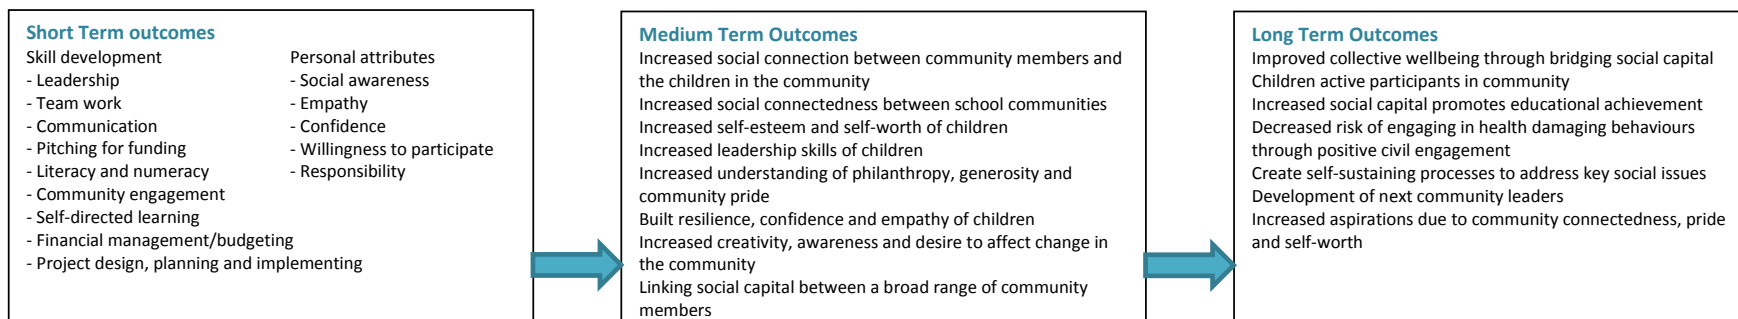 Short Term outcomes
Skill development
- Leadership
- Team work
- Communication
- Pitching for funding
- Literacy and numeracy
- Community engagement
- Self-directed learning
- Financial management/budgeting
- Project design, planning and implementing
Personal attributes
- Social awareness
- Empathy
- Confidence
- Willingness to participate
- Responsibility
Medium Term Outcomes
Increased social connection between community members and
the children in the community
Increased social connectedness between school communities
Increased self-esteem and self-worth of children
Increased leadership skills of children
Increased understanding of philanthropy, generosity and
community pride
Built resilience, confidence and empathy of children
Increased creativity, awareness and desire to affect change in
the community
Linking social capital between a broad range of community
members
Long Term Outcomes
Improved collective wellbeing through bridging social capital
Children active participants in community
Increased social capital promotes educational achievement
Decreased risk of engaging in health damaging behaviours
through positive civil engagement
Create self-sustaining processes to address key social issues
Development of next community leaders
Increased aspirations due to community connectedness, pride
and self-worth